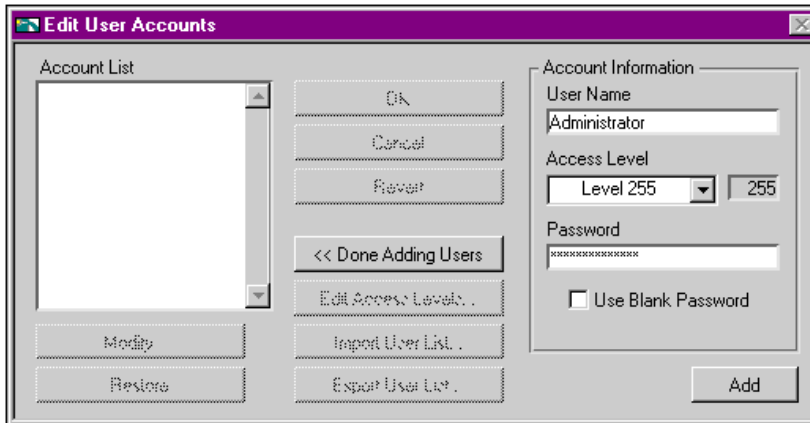 Edit User Accounts
Account List
OK
Cancel
Revert
<< Done Adding Users
Edit Access Levels...
Import User List...
Export User List...
Modify
Restore
Account Information
User Name
Administrator
Access Level
Level 255
255
Password
**************
Use Blank Password
Add